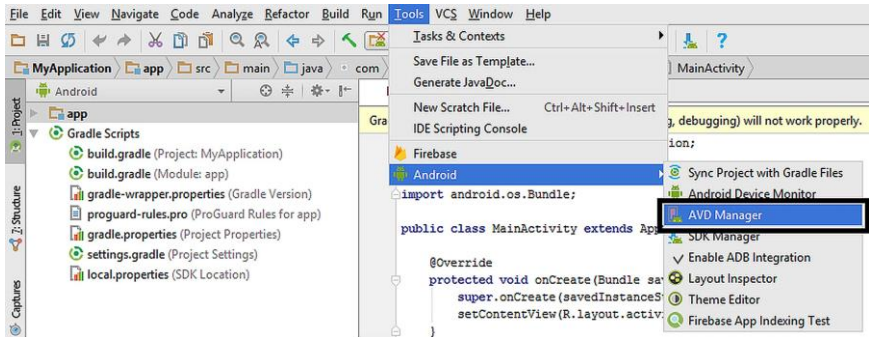 File Edit View Navigate Code Analyze Refactor Build Run Tools VCS Window Help
MyApplication app src main java com MainActivity
Android
1: Project
7: Structure
Captures
app
Gradle Scripts
build.gradle (Project: MyApplication)
build.gradle (Module: app)
gradle-wrapper.properties (Gradle Version)
proguard-rules.pro (ProGuard Rules for app)
gradle.properties (Project Properties)
settings.gradle (Project Settings)
local.properties (SDK Location)
Tasks & Contexts
Save File as Template...
Generate JavaDoc...
New Scratch File... Ctrl+Alt+Shift+Insert
IDE Scripting Console
Firebase
Android
Sync Project with Gradle Files
Android Device Monitor
AVD Manager
SDK Manager
Enable ADB Integration
Layout Inspector
Theme Editor
Firebase App Indexing Test
Gra , debugging) will not work properly.
ion;
import android.os.Bundle;
public class MainActivity extends App
@Override
protected void onCreate(Bundle sa
super.onCreate(savedInstanceS
setContentView(R.layout.activ
}